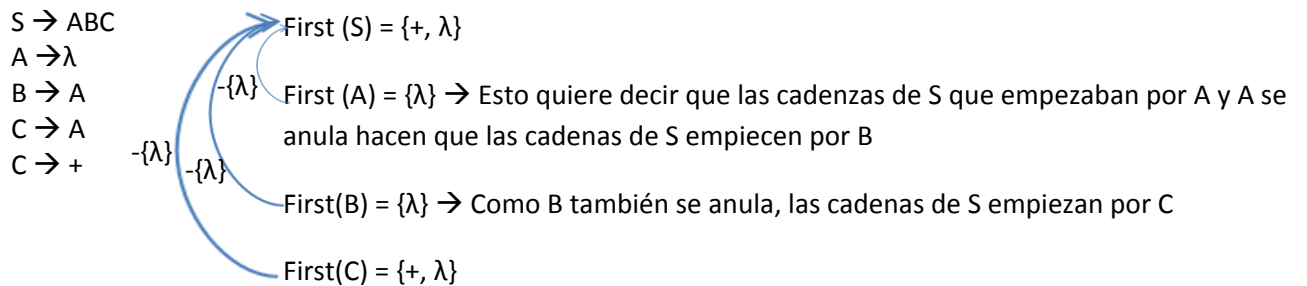 S → ABC
A →λ
B → A
C → A
C → +
First (S) = {+, λ}
-{λ}
First (A) = {λ} → Esto quiere decir que las cadenzas de S que empezaban por A y A se
anula hacen que las cadenas de S empiecen por B
-{λ}
-{λ}
First(B) = {λ} → Como B también se anula, las cadenas de S empiezan por C
First(C) = {+, λ}